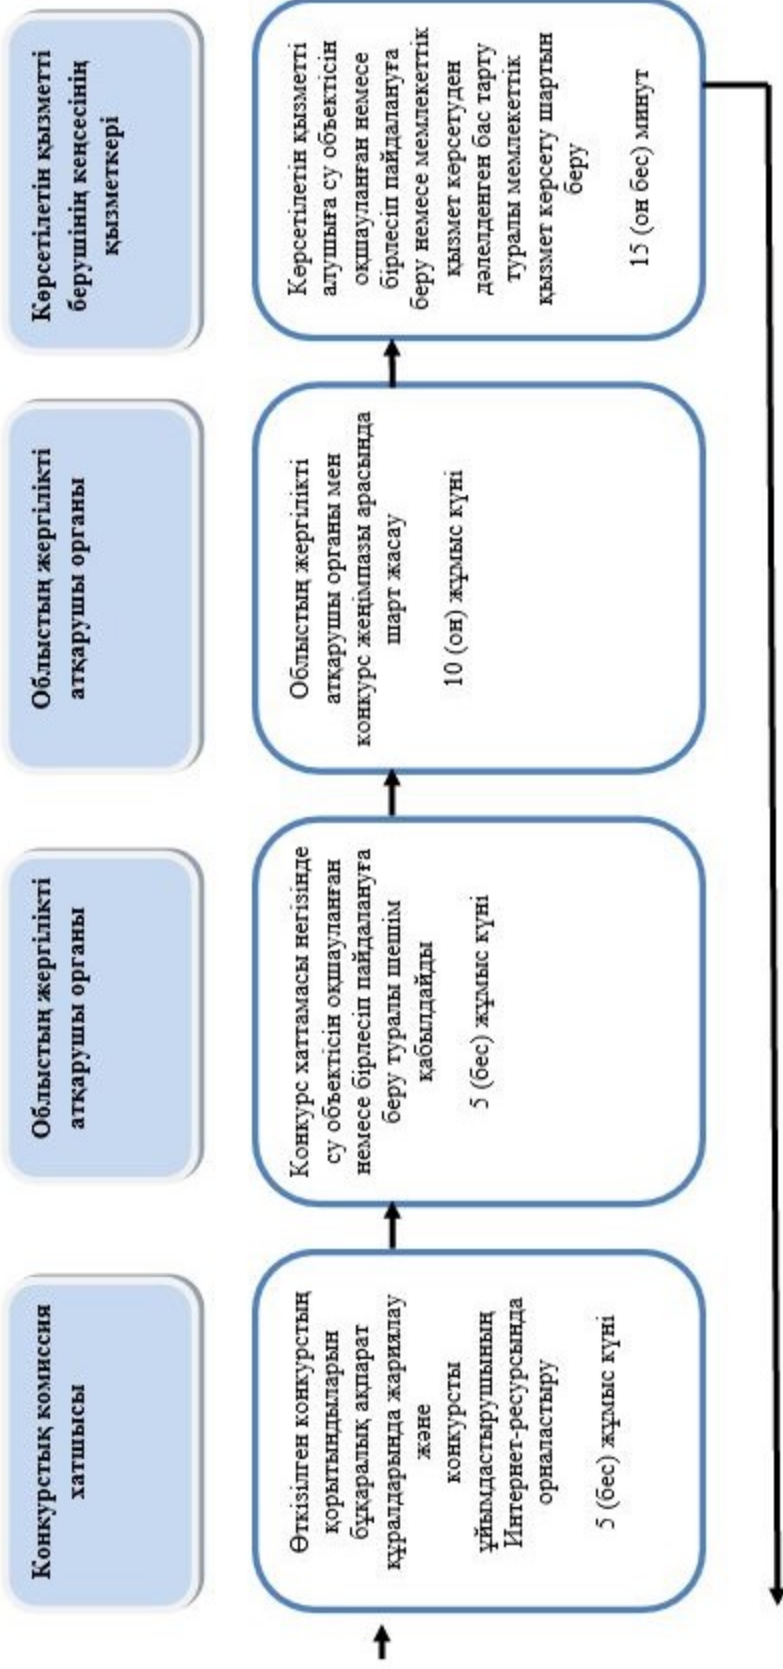 Конкурстық комиссия
хатшысы
Облыстың жергілікті
атқарушы органы
Облыстың жергілікті
атқарушы органы
Көрсетілетін қызметті
берушінің кеңсесінің
қызметкері
Өткізілген конкурстың
қорытындыларын
бұқаралық ақпарат
құралдарында жариялау
және
конкурсты
ұйымдастырушының
Интернет-ресурсында
орналастыру
5 (бес) жұмыс күні
Конкурс хаттамасы негізінде
су объектісін оқшауланған
немесе бірлесіп пайдалануға
беру туралы шешім
қабылдайды
5 (бес) жұмыс күні
Облыстың жергілікті
атқарушы органы мен
конкурс жеңімпазы арасында
шарт жасау
10 (он) жұмыс күні
Көрсетілетін қызметті
алушыға су объектісін
оқшауланған немесе
бірлесіп пайдалануға
беру немесе мемлекеттік
қызмет көрсетуден
дәлелденген бас тарту
туралы мемлекеттік
қызмет көрсету шартын
беру
15 (он бес) минут